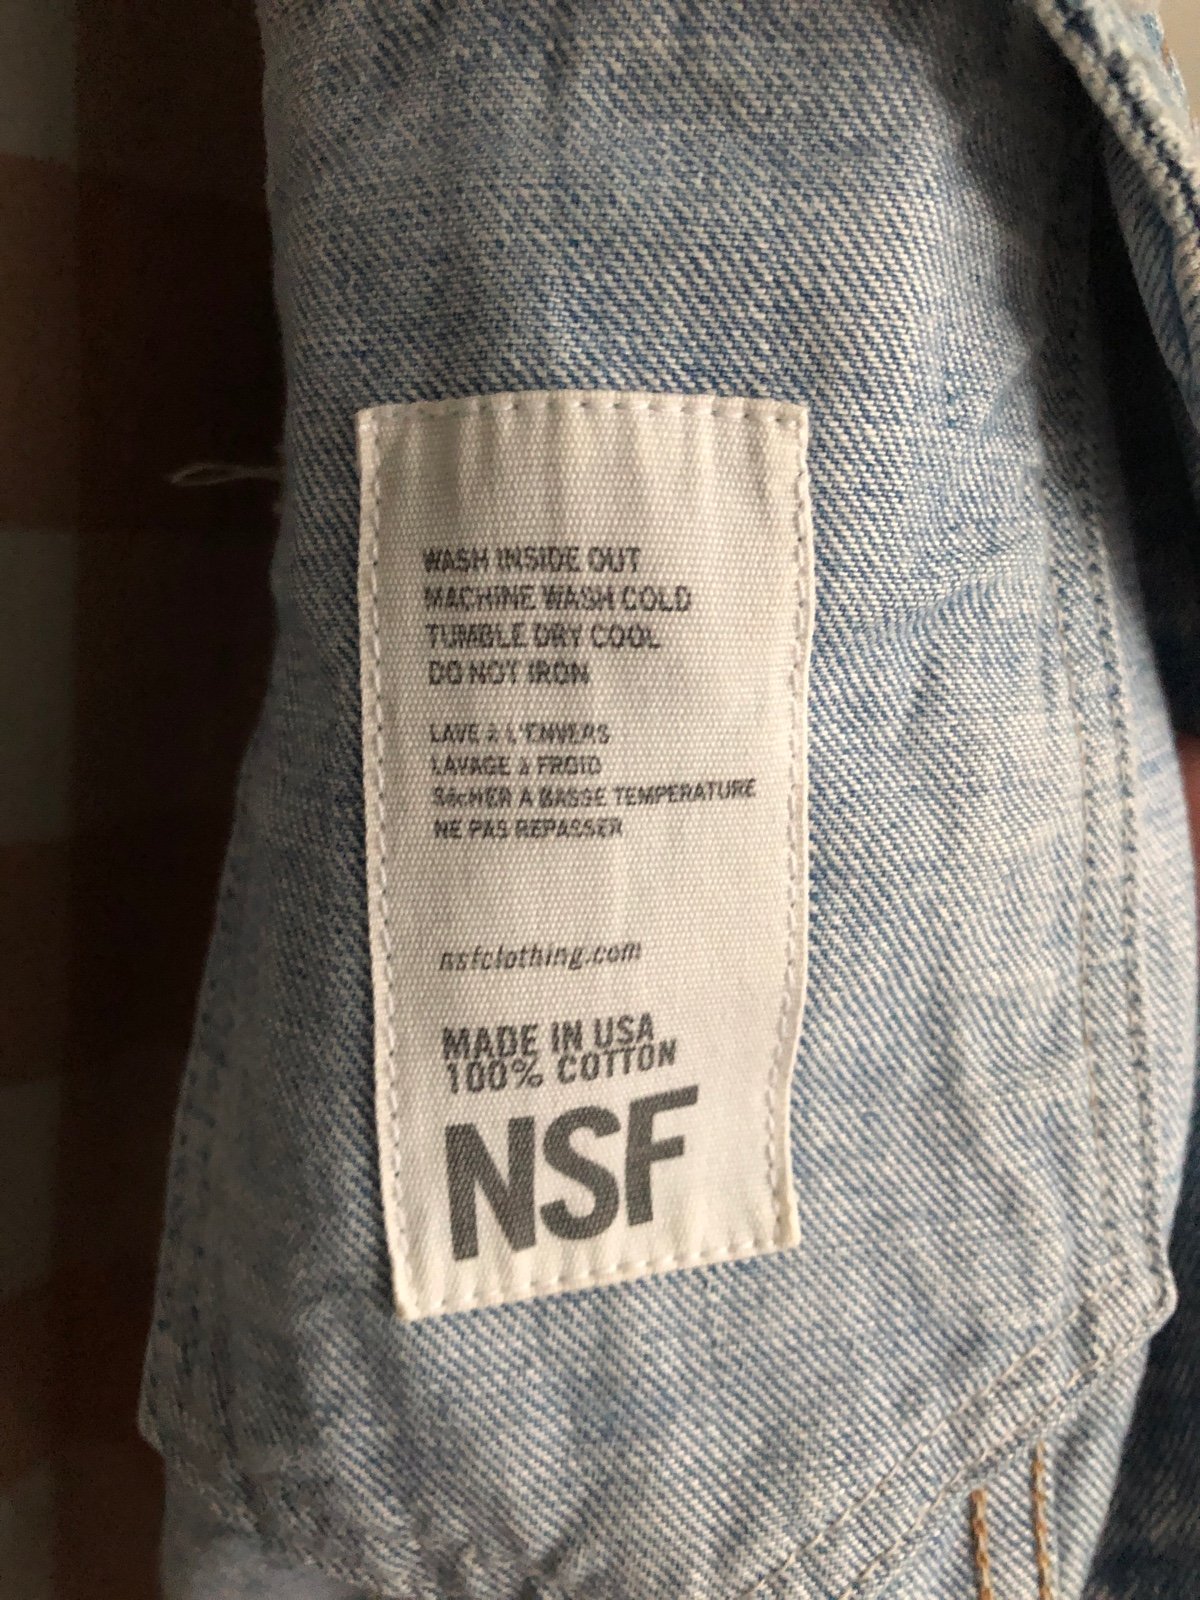 WASH INSIDE OUT
MACHINE WASH COLD
TUMBLE DRY COOL
DO NOT IRON
LAVE à L'ENVERS
LAVAGE à FROID
SéCHER A BASSE TEMPERATURE
NE PAS REPASSER
nsfclothing.com
MADE IN USA
100% COTTON
NSF